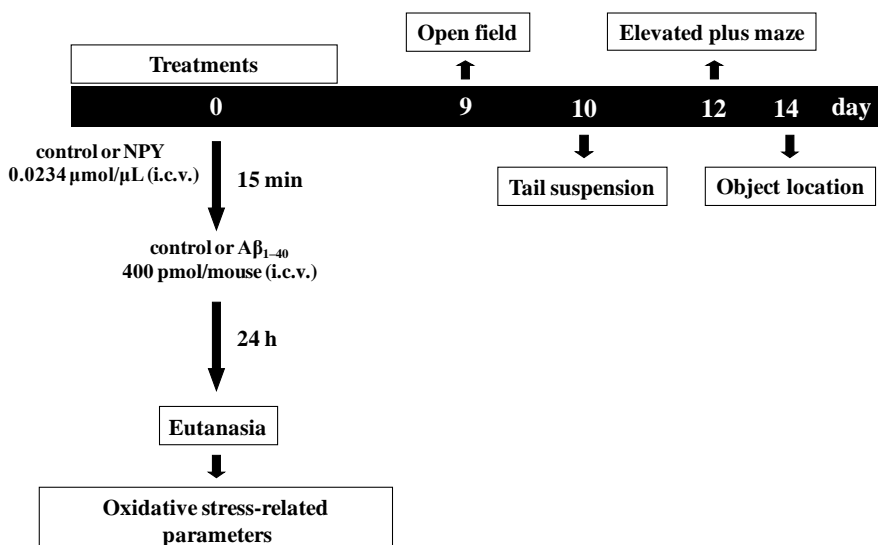 Open field
Elevated plus maze
Treatments
0 9 10 12 14 day
control or NPY
0.0234 µmol/µL (i.c.v.)
15 min
Tail suspension
Object location
control or Aβ₁₋₄₀
400 pmol/mouse (i.c.v.)
24 h
Eutanasia
Oxidative stress-related
parameters